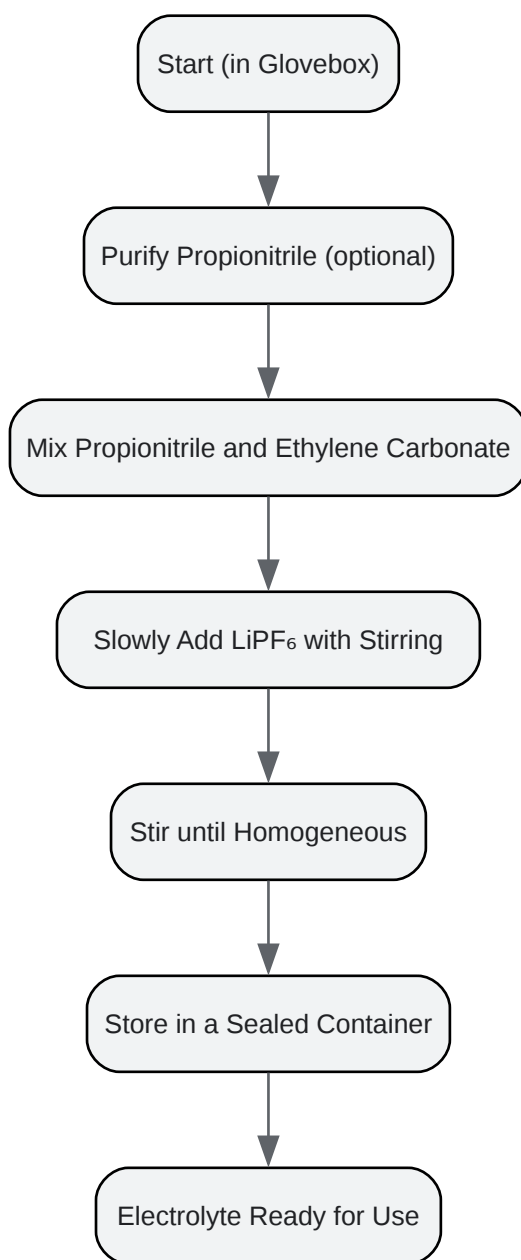 Start (in Glovebox)
Purify Propionitrile (optional)
Mix Propionitrile and Ethylene Carbonate
Slowly Add LiPF₆ with Stirring
Stir until Homogeneous
Store in a Sealed Container
Electrolyte Ready for Use